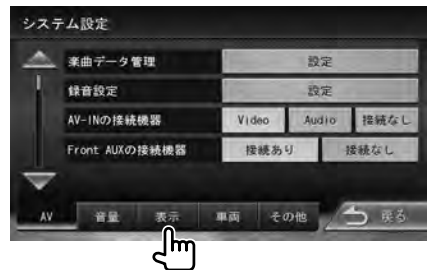 システム設定
楽曲データ管理 設定
録音設定 設定
AV-INの接続機器 Video Audio 接続なし
Front AUXの接続機器 接続あり 接続なし
AV 音量 表示 車両 その他 戻る